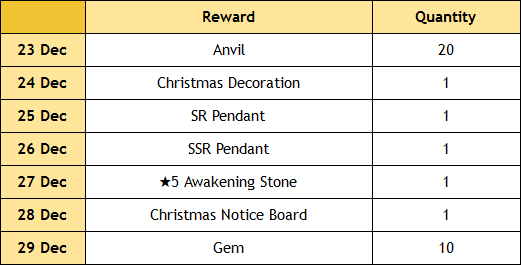 Reward Quantity
23 Dec Anvil 20
24 Dec Christmas Decoration 1
25 Dec SR Pendant 1
26 Dec SSR Pendant 1
27 Dec ★5 Awakening Stone 1
28 Dec Christmas Notice Board 1
29 Dec Gem 10